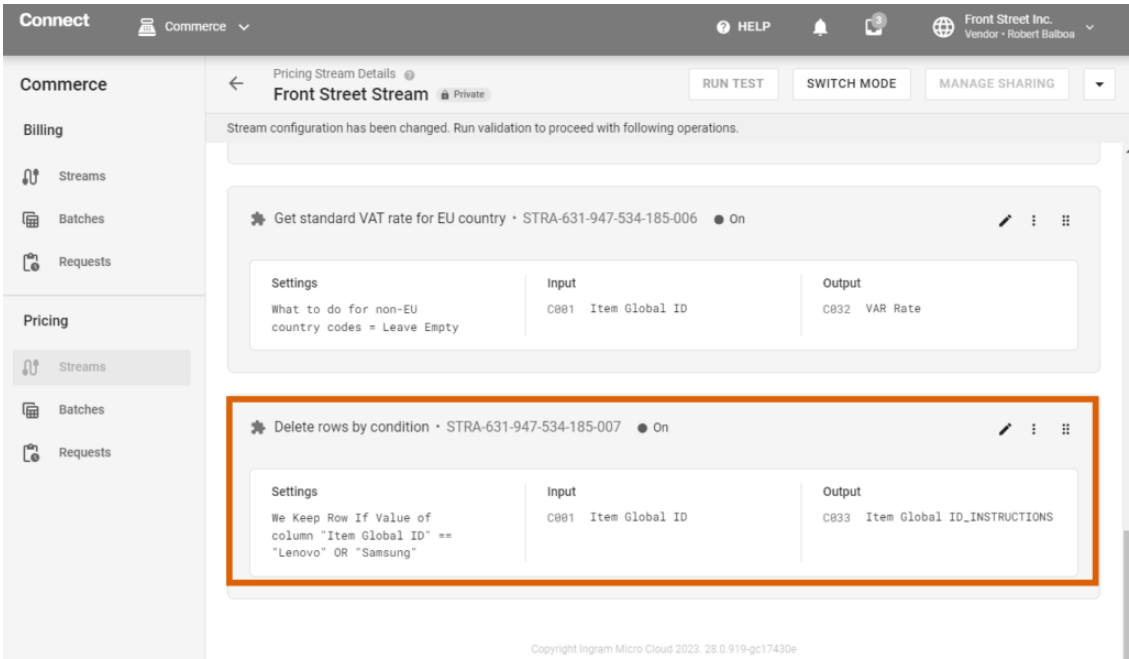 Connect
Commerce
HELP
3
Front Street Inc.
Vendor • Robert Balboa
Commerce
Billing
Streams
Batches
Requests
Pricing
Streams
Batches
Requests
Pricing Stream Details
Front Street Stream Private
RUN TEST
SWITCH MODE
MANAGE SHARING
Stream configuration has been changed. Run validation to proceed with following operations.
Get standard VAT rate for EU country • STRA-631-947-534-185-006 On
Settings
What to do for non-EU
country codes = Leave Empty
Input
C001 Item Global ID
Output
C032 VAR Rate
Delete rows by condition • STRA-631-947-534-185-007 On
Settings
We Keep Row If Value of
column "Item Global ID" ==
"Lenovo" OR "Samsung"
Input
C001 Item Global ID
Output
C033 Item Global ID_INSTRUCTIONS
Copyright Ingram Micro Cloud 2023. 28.0.919-gc17430e